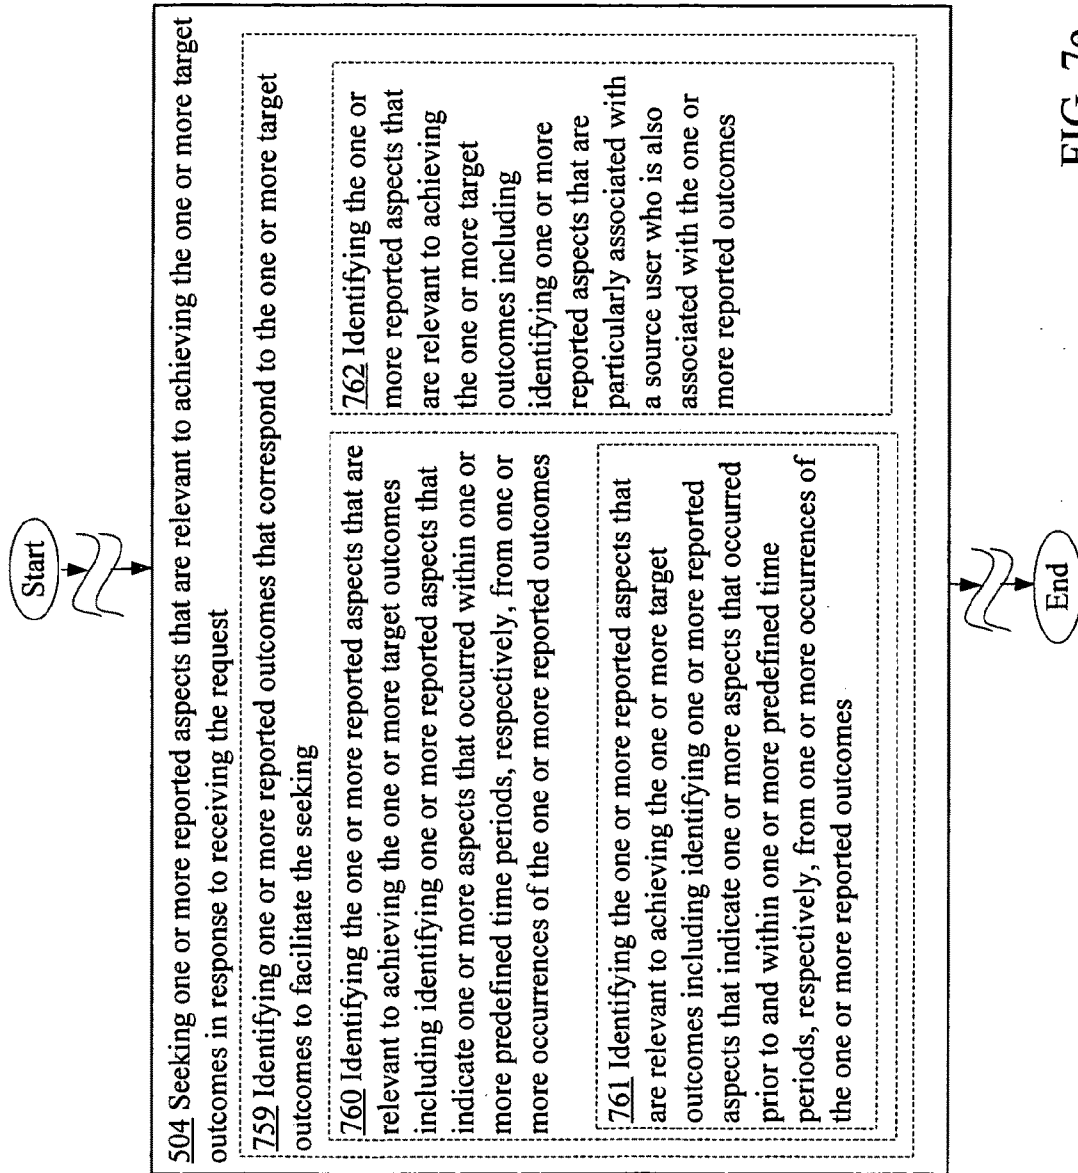 Start
504 Seeking one or more reported aspects that are relevant to achieving the one or more target
outcomes in response to receiving the request
759 Identifying one or more reported outcomes that correspond to the one or more target
outcomes to facilitate the seeking
760 Identifying the one or more reported aspects that are
relevant to achieving the one or more target outcomes
including identifying one or more reported aspects that
indicate one or more aspects that occurred within one or
more predefined time periods, respectively, from one or
more occurrences of the one or more reported outcomes
761 Identifying the one or more reported aspects that
are relevant to achieving the one or more target
outcomes including identifying one or more reported
aspects that indicate one or more aspects that occurred
prior to and within one or more predefined time
periods, respectively, from one or more occurrences of
the one or more reported outcomes
762 Identifying the one or
more reported aspects that
are relevant to achieving
the one or more target
outcomes including
identifying one or more
reported aspects that are
particularly associated with
a source user who is also
associated with the one or
more reported outcomes
End
FIG.